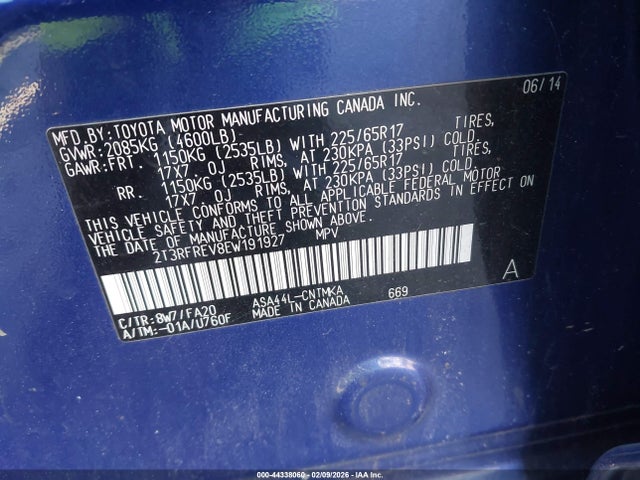 06/14
MFD.BY:TOYOTA MOTOR MANUFACTURING CANADA INC.
GVWR:2085KG (4600LB)
GAWR:FRT 1150KG (2535LB) WITH 225/65R17 TIRES,
17X7.0J RIMS, AT 230KPA (33PSI) COLD.
RR. 1150KG (2535LB) WITH 225/65R17 TIRES,
17X7.0J RIMS, AT 230KPA (33PSI) COLD.
THIS VEHICLE CONFORMS TO ALL APPLICABLE FEDERAL MOTOR
VEHICLE SAFETY AND THEFT PREVENTION STANDARDS IN EFFECT ON
THE DATE OF MANUFACTURE SHOWN ABOVE.
2T3RFREV8EW191927 MPV
A
C/TR:8W7/FA20 ASA44L-CNTMKA 669
A/TM:-01A/U760F MADE IN CANADA
000-44338060 - 02/09/2026 - IAA Inc.